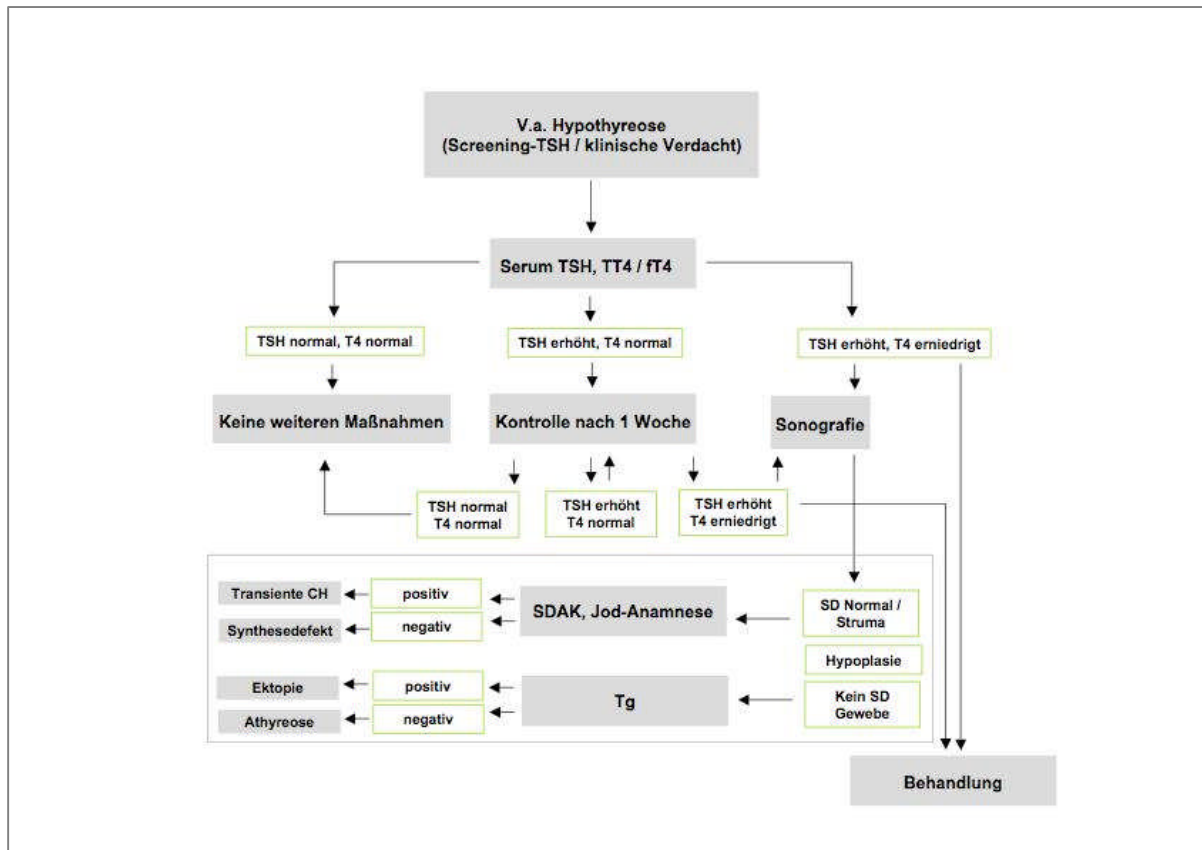 V.a. Hypothyreose
(Screening-TSH / klinische Verdacht)
Serum TSH, TT4 / fT4
TSH normal, T4 normal
TSH erhöht, T4 normal
TSH erhöht, T4 erniedrigt
Keine weiteren Maßnahmen
Kontrolle nach 1 Woche
Sonografie
TSH normal
T4 normal
TSH erhöht
T4 normal
TSH erhöht
T4 erniedrigt
Transiente CH
positiv
SDAK, Jod-Anamnese
SD Normal /
Struma
Synthesedefekt
negativ
Hypoplasie
Ektopie
positiv
Tg
Kein SD
Gewebe
Athyreose
negativ
Behandlung